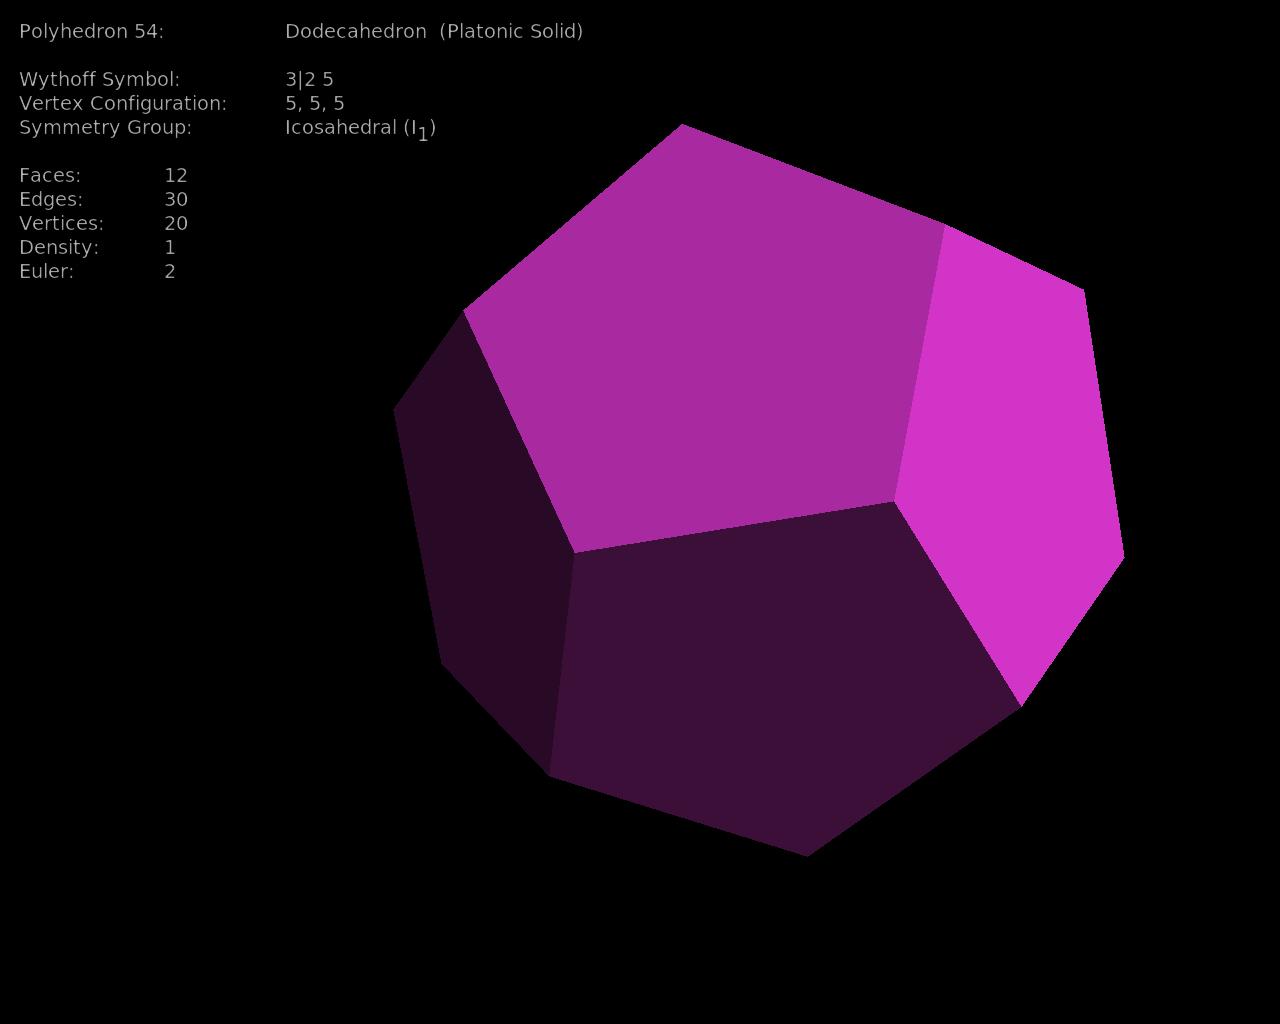 Polyhedron 54: Dodecahedron (Platonic Solid)
Wythoff Symbol: 3|2 5
Vertex Configuration: 5, 5, 5
Symmetry Group: Icosahedral (I1)
Faces: 12
Edges: 30
Vertices: 20
Density: 1
Euler: 2